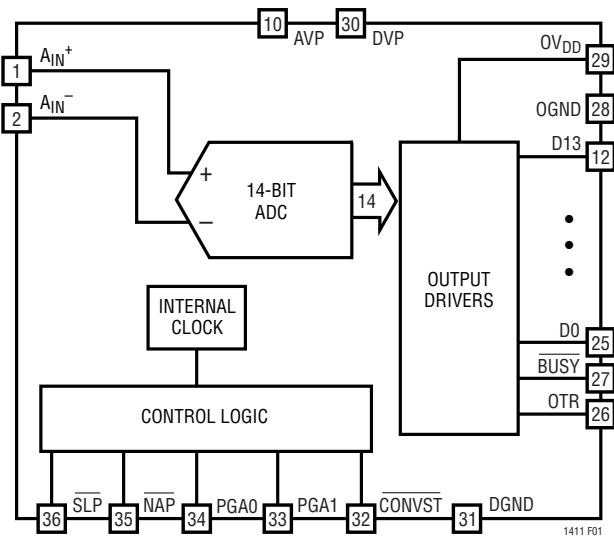 10 AVP 30 DVP
OVDD
29
1 AIN+
2 AIN−
OGND 28
D13 12
+
−
14-BIT
ADC
14
OUTPUT
DRIVERS
INTERNAL
CLOCK
D0 25
BUSY 27
OTR 26
CONTROL LOGIC
36 SLP 35 NAP 34 PGA0 33 PGA1 32 CONVST 31 DGND
1411 F01